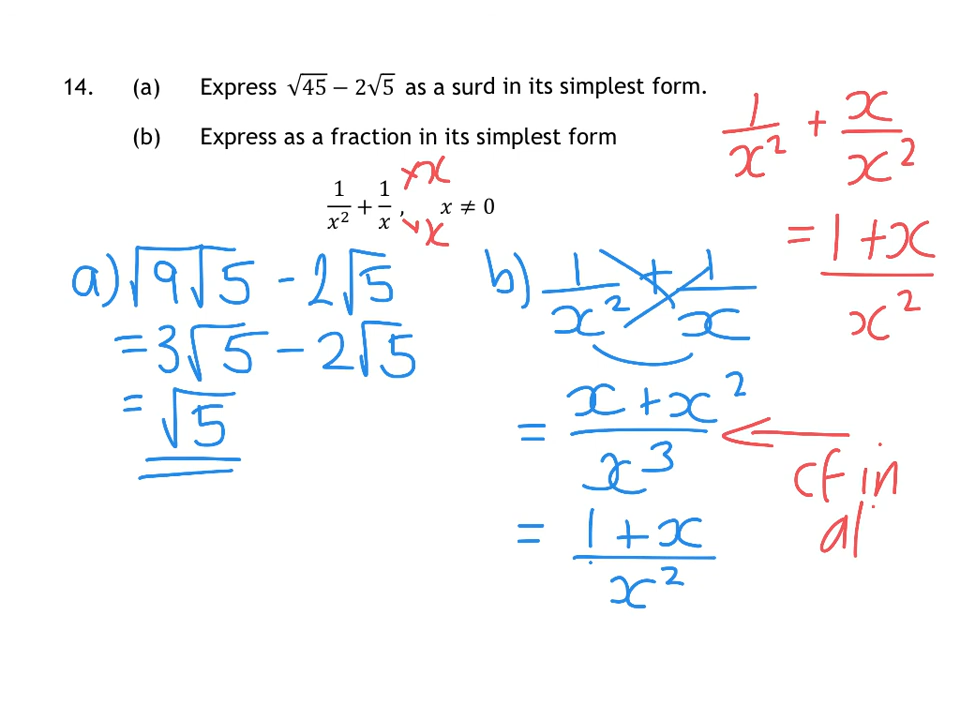 14. (a) Express √45 − 2√5 as a surd in its simplest form.
(b) Express as a fraction in its simplest form
1/x² + 1/x, x ≠ 0
×x
×x
a) √9√5 - 2√5
= 3√5 - 2√5
= √5
b) 1/x² + 1/x
= x + x² / x³
= 1 + x / x²
1/x² + x/x²
= 1 + x / x²
CF in
al